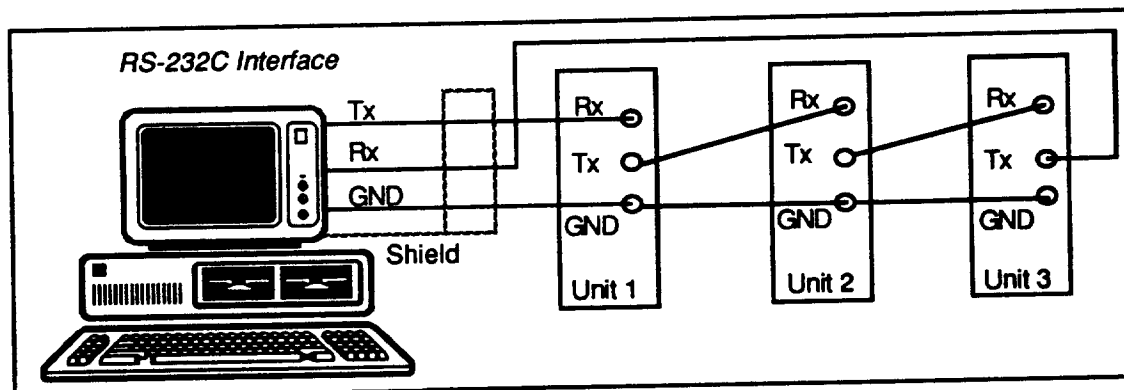 RS-232C Interface
Tx
Rx
GND
Shield
Rx
Tx
GND
Unit 1
Rx
Tx
GND
Unit 2
Rx
Tx
GND
Unit 3